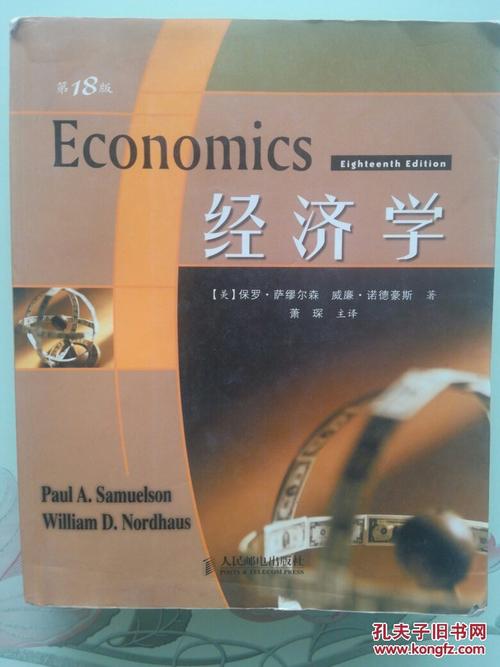 第18版
Economics
Eighteenth Edition
经济学
【美】保罗·萨缪尔森 威廉·诺德豪斯 著
萧琛 主译
Paul A. Samuelson
William D. Nordhaus
人民邮电出版社
POSTS & TELECOM PRESS
孔夫子旧书网
www.kongfz.com